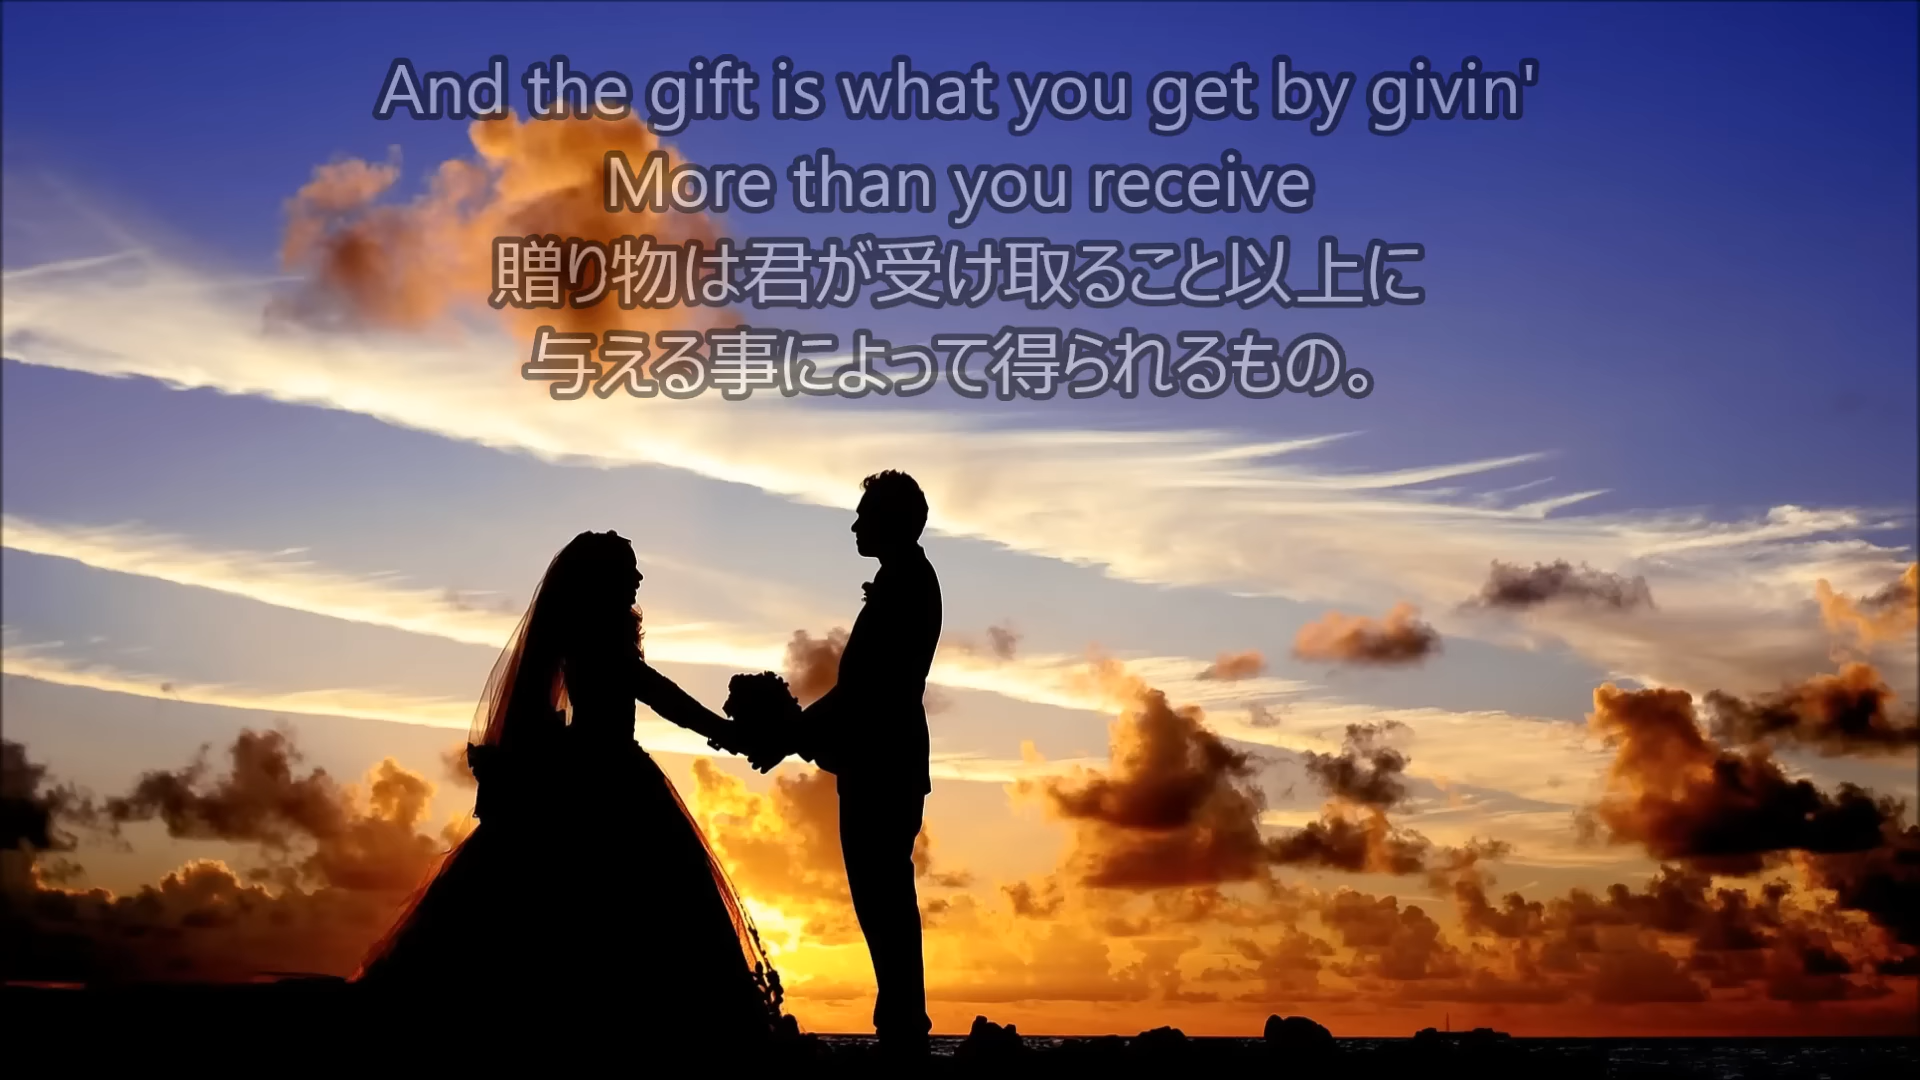 And the gift is what you get by givin'
More than you receive
贈り物は君が受け取ること以上に
与える事によって得られるもの。